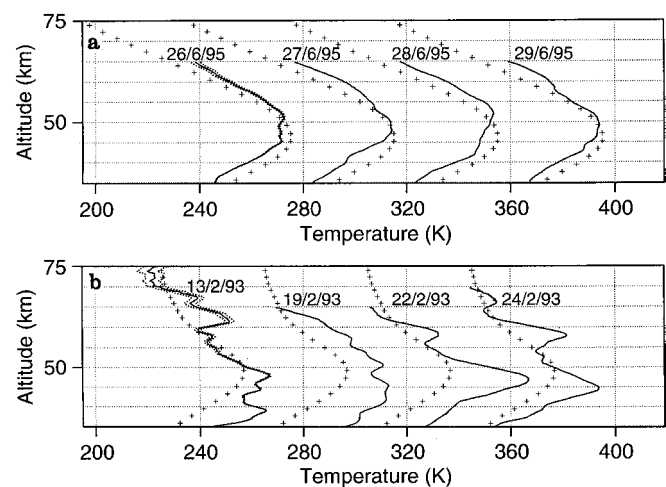 75
a
26/6/95 27/6/95 28/6/95 29/6/95
50
Altitude (km)
200 240 280 320 360 400
Temperature (K)
75
b
13/2/93 19/2/93 22/2/93 24/2/93
50
Altitude (km)
200 240 280 320 360 400
Temperature (K)